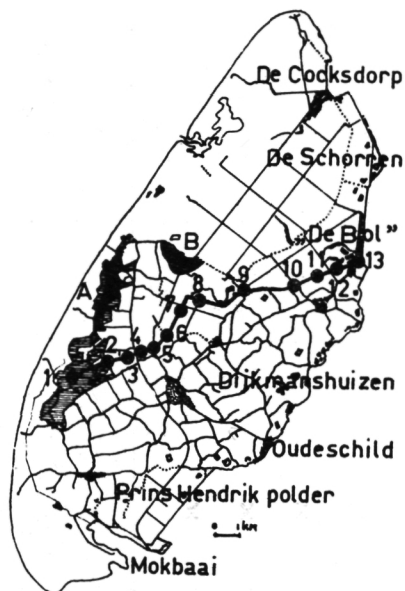 De Cocksdorp
De Schorren
B
„De Bol”
A
8
9
10
11
13
12
7
6
2
4
5
3
1
Dijkmanshuizen
Oudeschild
Prins Hendrik polder
1km
Mokbaai